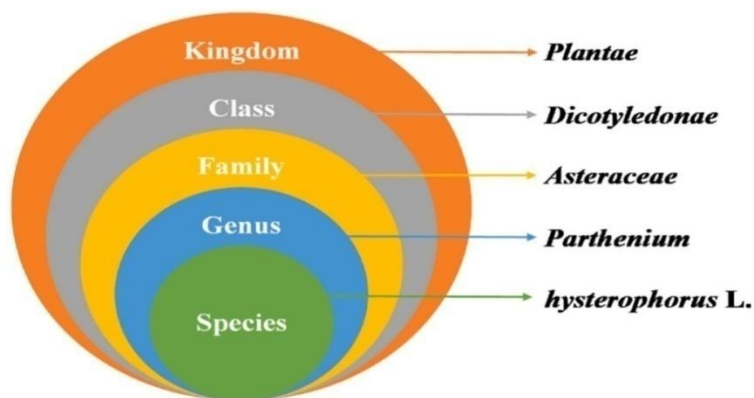 Kingdom Plantae
Class Dicotyledonae
Family Asteraceae
Genus Parthenium
Species hysterophorus L.